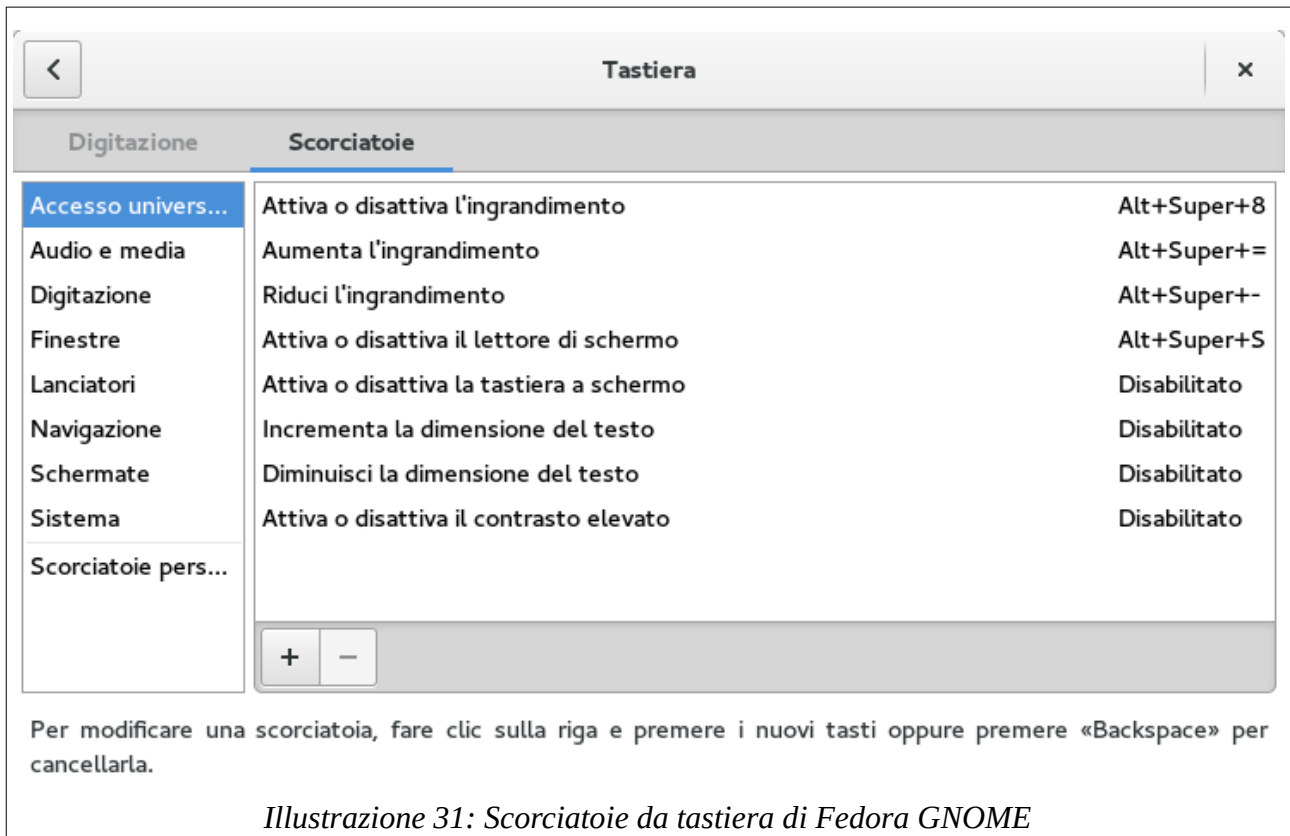 Tastiera
Digitazione Scorciatoie
Accesso univers... Attiva o disattiva l'ingrandimento Alt+Super+8
Audio e media Aumenta l'ingrandimento Alt+Super+=
Digitazione Riduci l'ingrandimento Alt+Super+-
Finestre Attiva o disattiva il lettore di schermo Alt+Super+S
Lanciatori Attiva o disattiva la tastiera a schermo Disabilitato
Navigazione Incrementa la dimensione del testo Disabilitato
Schermate Diminuisci la dimensione del testo Disabilitato
Sistema Attiva o disattiva il contrasto elevato Disabilitato
Scorciatoie pers...
Per modificare una scorciatoia, fare clic sulla riga e premere i nuovi tasti oppure premere «Backspace» per
cancellarla.
Illustrazione 31: Scorciatoie da tastiera di Fedora GNOME